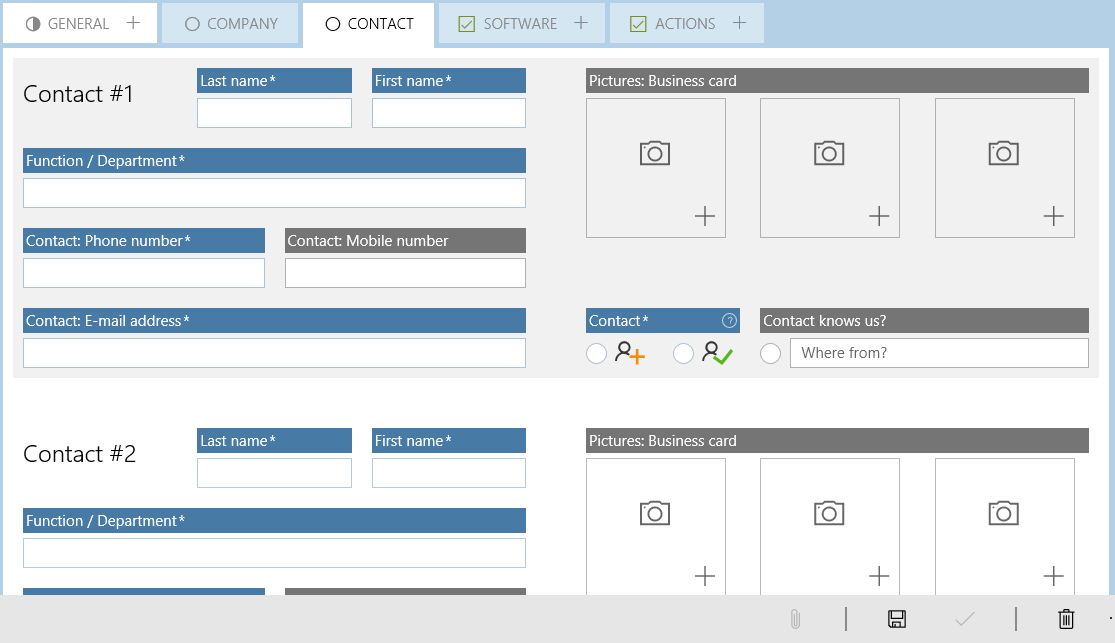 GENERAL
COMPANY
CONTACT
SOFTWARE
ACTIONS
Contact #1
Last name*
First name*
Pictures: Business card
Function / Department*
Contact: Phone number*
Contact: Mobile number
Contact: E-mail address*
Contact*
?
Contact knows us?
Where from?
Contact #2
Last name*
First name*
Pictures: Business card
Function / Department*